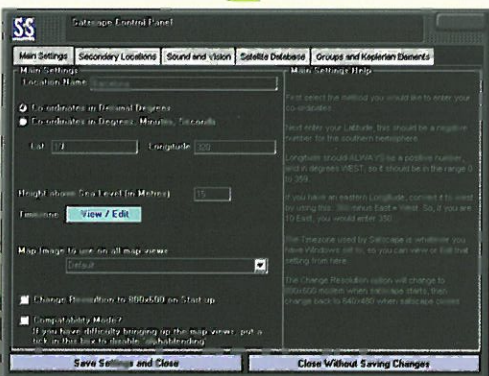 SS
Satscape Control Panel
Main Settings
Secondary Locations
Sound and Vision
Satellite Database
Groups and Keplerian Elements
Main Settings
Location Name
Co-ordinates in Decimal Degrees
Co-ordinates in Degrees, Minutes, Seconds
Lat
Longitude
Height above Sea Level (in Metres)
15
Timezone
View / Edit
Map Image to use on all map views
Default
Change Resolution to 800x600 on Start up
Compatability Mode?
If you have difficulty bringing up the map views, put a
tick in this box to disable 'alphablending'
Main Settings Help
First select the method you would like to enter your
co-ordinates.
Next enter your Latitude, this should be a negative
number for the southern hemisphere.
Longitude should ALWAYS be a positive number,
and in degrees WEST, so it should be in the range 0
to 359.
If you have an eastern Longitude, convert it to west
by using this: 360 minus East = West. So, if you are
10 East, you would enter 350.
The Timezone used by Satscape is whatever you
have Windows set to, so you can view or Edit that
setting from here.
The Change Resolution option will change to
800x600 when satscape starts, then
change back to 640x480 when satscape closes
Save Settings and Close
Close Without Saving Changes